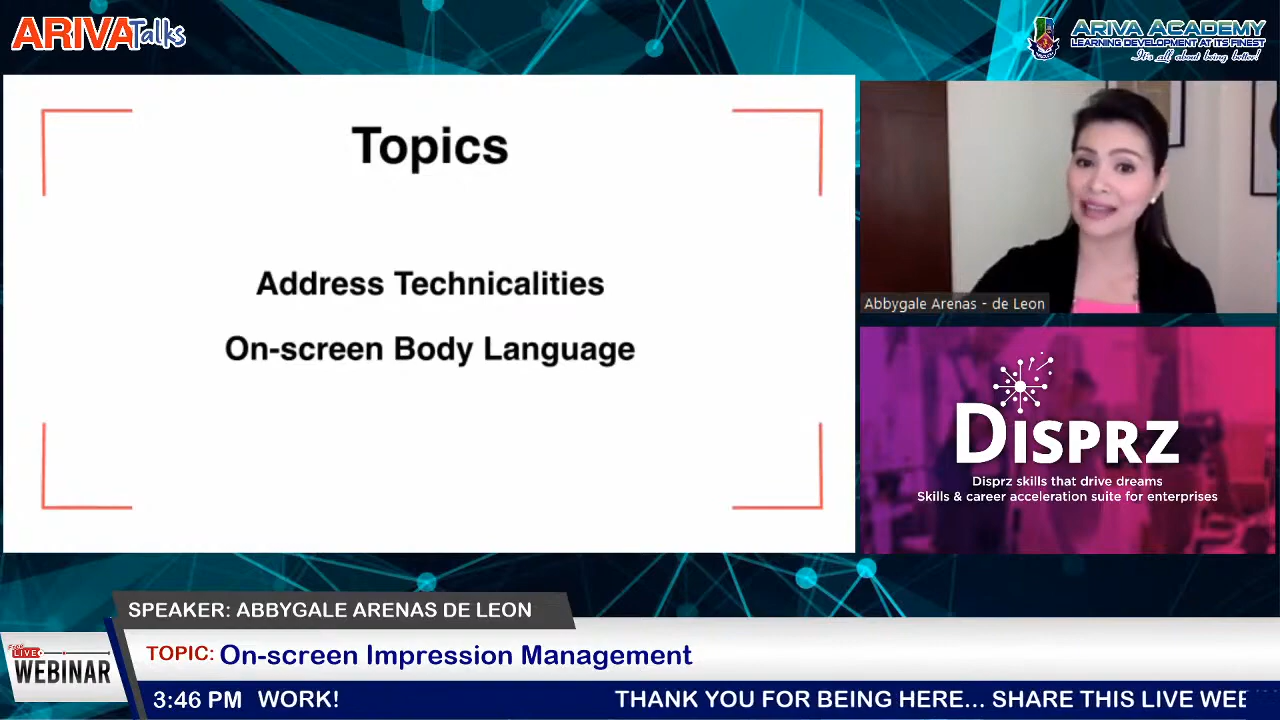 ARIVATalks
ARIVA ACADEMY
LEARNING DEVELOPMENT AT ITS FINEST
It's all about being better!
Topics
Address Technicalities
On-screen Body Language
Abbygale Arenas - de Leon
DISPRZ
Disprz skills that drive dreams
Skills & career acceleration suite for enterprises
SPEAKER: ABBYGALE ARENAS DE LEON
Free LIVE
WEBINAR
TOPIC: On-screen Impression Management
3:46 PM WORK! THANK YOU FOR BEING HERE... SHARE THIS LIVE WEE